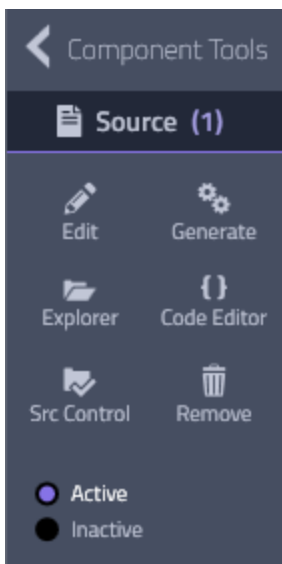 Component Tools
Source (1)
Edit Generate
Explorer Code Editor
Src Control Remove
Active
Inactive